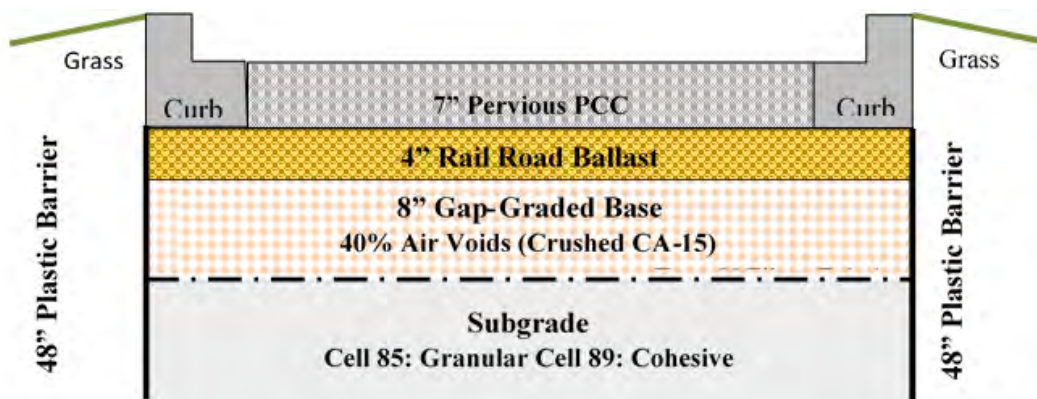 Grass
Grass
Curb
7” Pervious PCC
Curb
4” Rail Road Ballast
8” Gap-Graded Base
40% Air Voids (Crushed CA-15)
48” Plastic Barrier
48” Plastic Barrier
Subgrade
Cell 85: Granular Cell 89: Cohesive